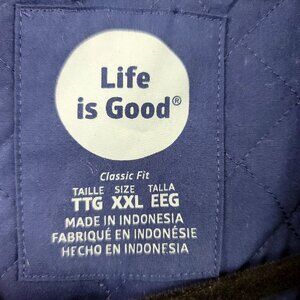 Life
is Good®
Classic Fit
TAILLE SIZE TALLA
TTG XXL EEG
MADE IN INDONESIA
FABRIQUÉ EN INDONÉSIE
HECHO EN INDONESIA